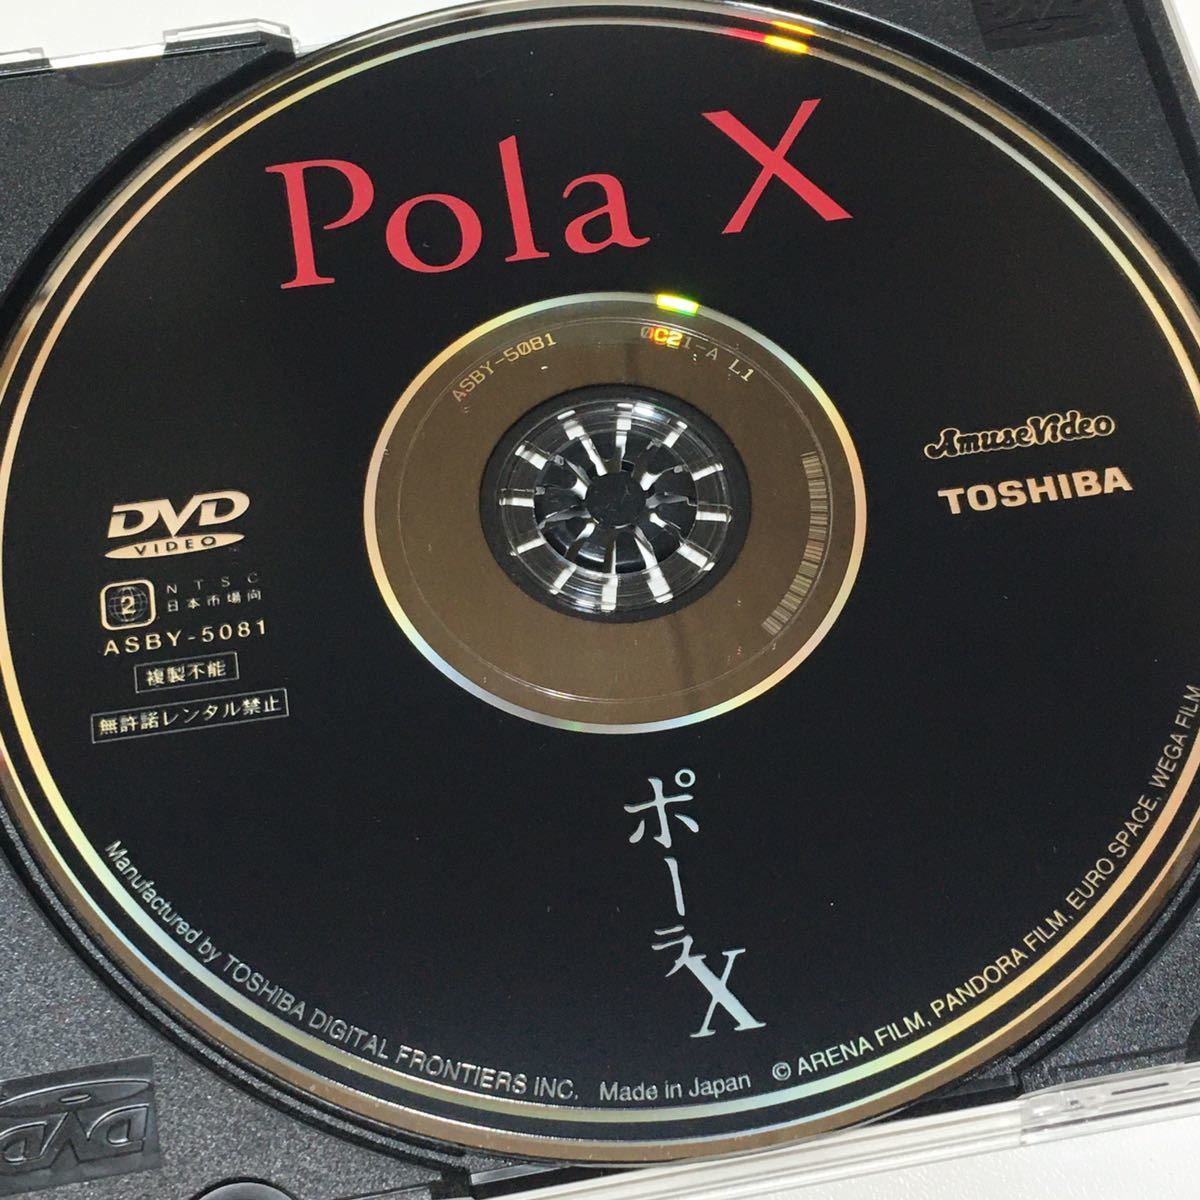 Pola X
ASBY-5081
0C21-A L1
AmuseVideo
TOSHIBA
DVD
VIDEO
2
NTSC
日本市場向
ASBY-5081
複製不能
無許諾レンタル禁止
ポーラX
Manufactured by TOSHIBA DIGITAL FRONTIERS INC. Made in Japan © ARENA FILM, PANDORA FILM, EURO SPACE, WEGA FILM
DVD